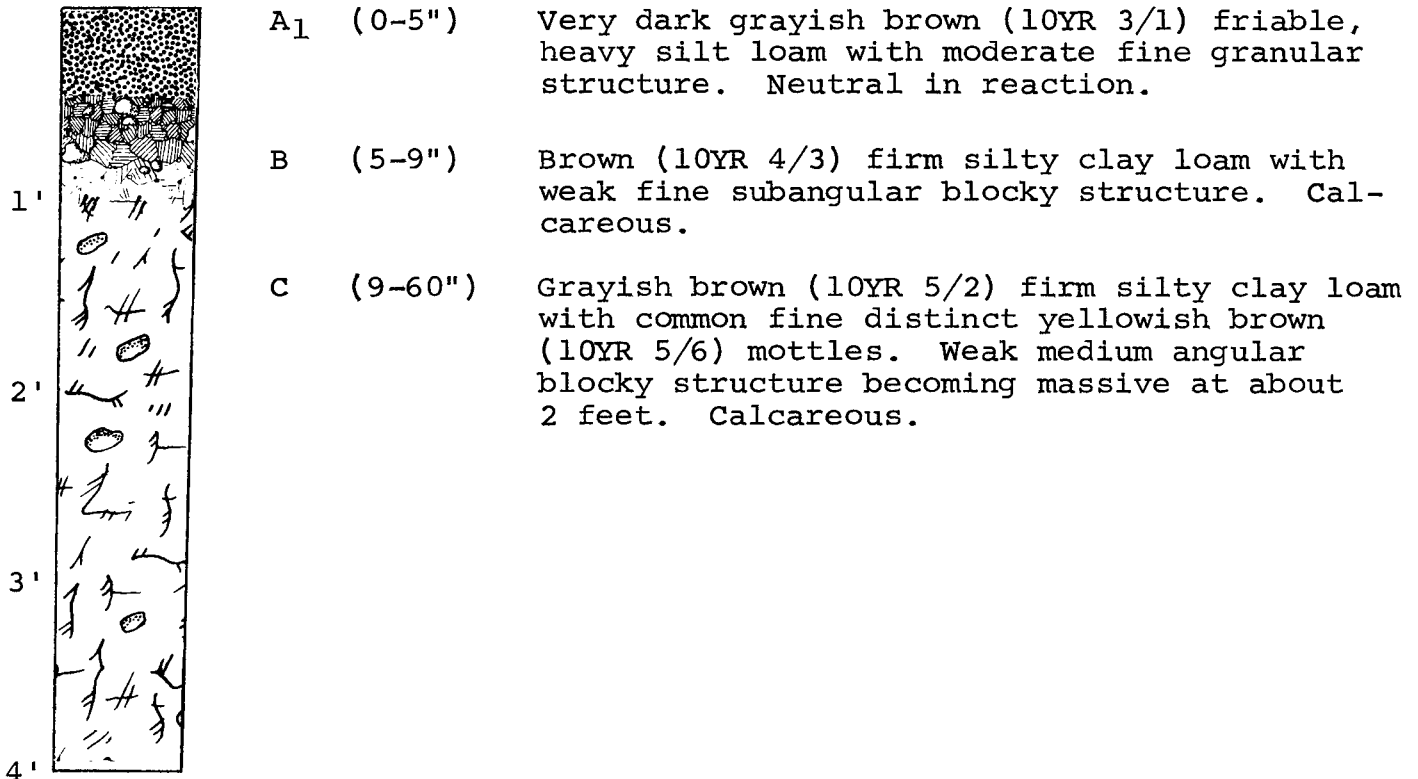 A1 (0-5") Very dark grayish brown (10YR 3/1) friable,
heavy silt loam with moderate fine granular
structure. Neutral in reaction.
B (5-9") Brown (10YR 4/3) firm silty clay loam with
weak fine subangular blocky structure. Cal-
careous.
1'
C (9-60") Grayish brown (10YR 5/2) firm silty clay loam
with common fine distinct yellowish brown
(10YR 5/6) mottles. Weak medium angular
blocky structure becoming massive at about
2 feet. Calcareous.
2'
3'
4'